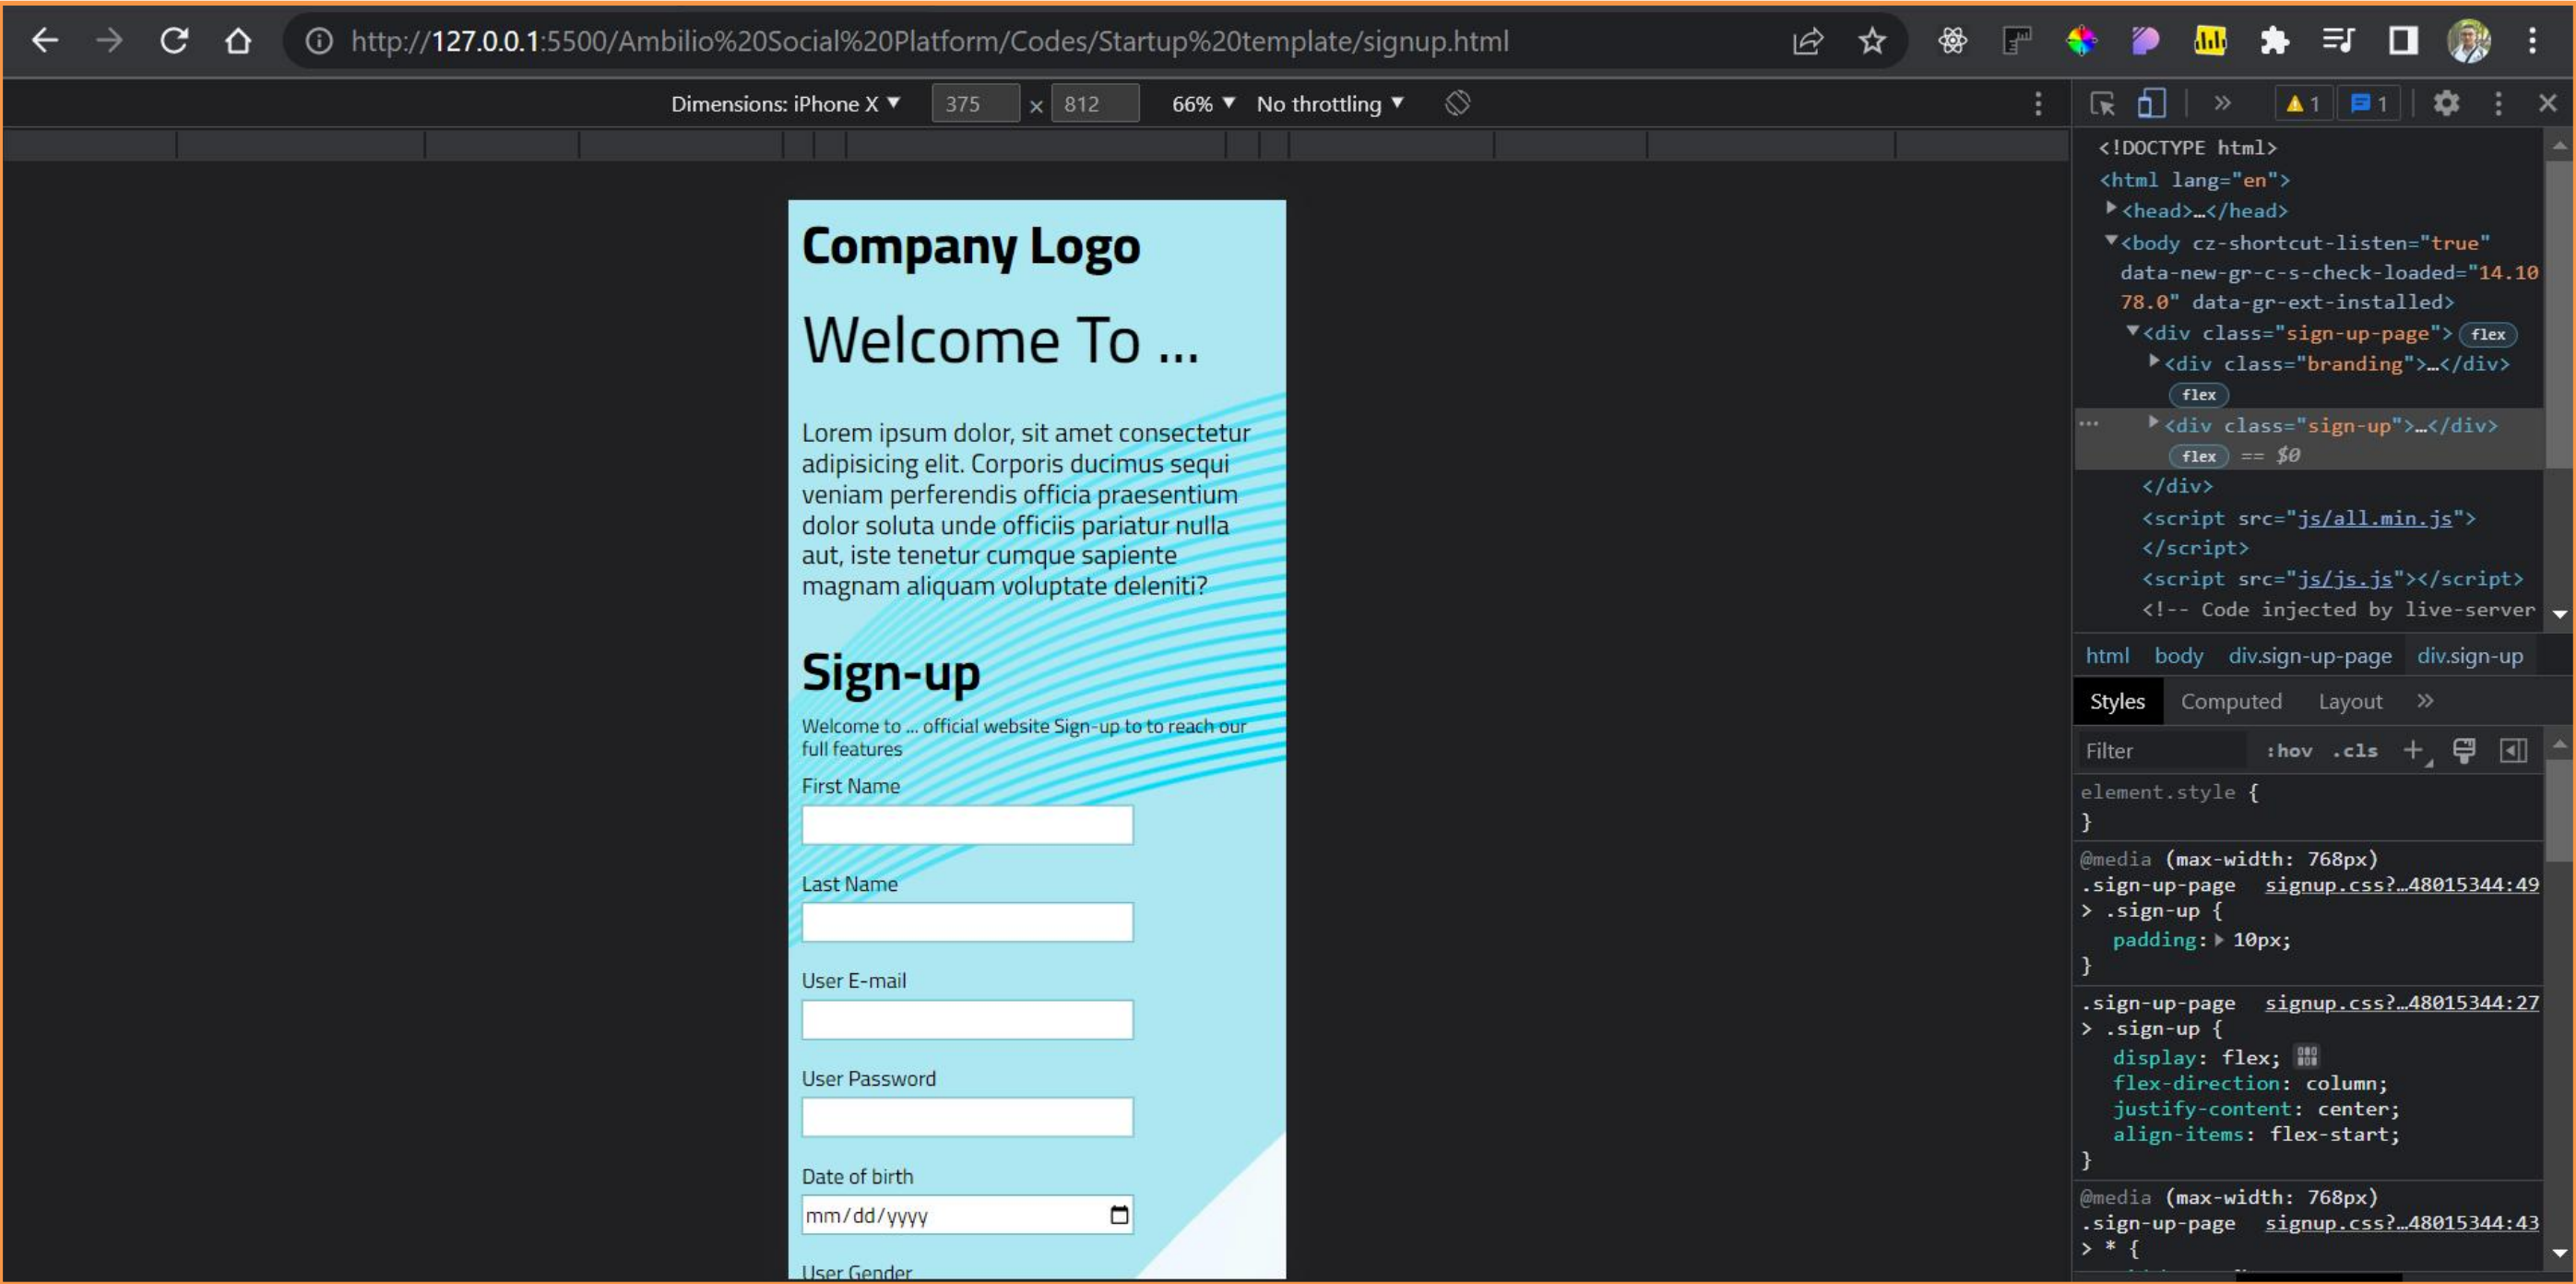 http://127.0.0.1:5500/Ambilio%20Social%20Platform/Codes/Startup%20template/signup.html
Dimensions: iPhone X ▼ 375 × 812 66% ▼ No throttling ▼
1 1
Company Logo
Welcome To ...
Lorem ipsum dolor, sit amet consectetur
adipisicing elit. Corporis ducimus sequi
veniam perferendis officia praesentium
dolor soluta unde officiis pariatur nulla
aut, iste tenetur cumque sapiente
magnam aliquam voluptate deleniti?
Sign-up
Welcome to ... official website Sign-up to to reach our
full features
First Name
Last Name
User E-mail
User Password
Date of birth
mm/dd/yyyy
User Gender
<!DOCTYPE html>
<html lang="en">
<head>…</head>
<body cz-shortcut-listen="true"
data-new-gr-c-s-check-loaded="14.10
78.0" data-gr-ext-installed>
<div class="sign-up-page"> flex
<div class="branding">…</div>
flex
<div class="sign-up">…</div>
flex == $0
</div>
<script src="js/all.min.js">
</script>
<script src="js/js.js"></script>
<!-- Code injected by live-server
html body div.sign-up-page div.sign-up
Styles Computed Layout »
Filter :hov .cls +
element.style {
}
@media (max-width: 768px)
.sign-up-page signup.css?…48015344:49
> .sign-up {
padding: 10px;
}
.sign-up-page signup.css?…48015344:27
> .sign-up {
display: flex;
flex-direction: column;
justify-content: center;
align-items: flex-start;
}
@media (max-width: 768px)
.sign-up-page signup.css?…48015344:43
> * {